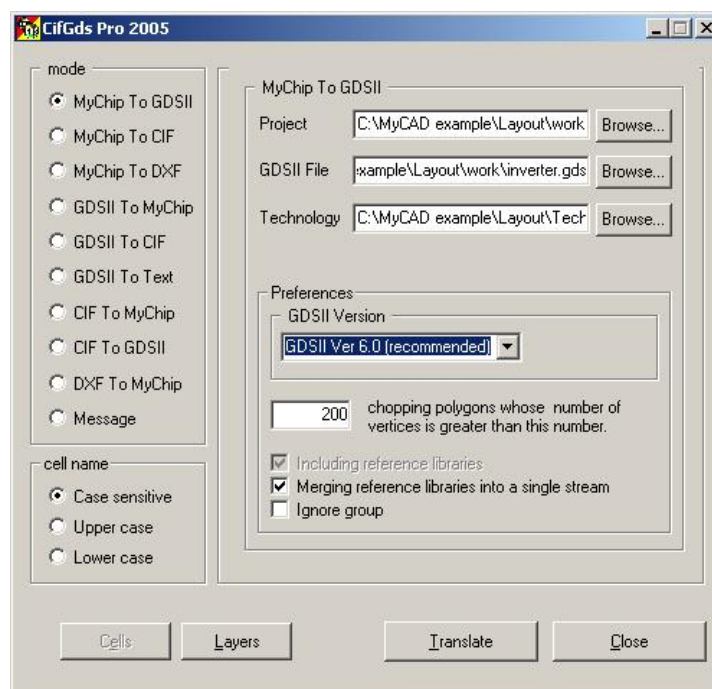 CifGds Pro 2005
mode
MyChip To GDSII
MyChip To CIF
MyChip To DXF
GDSII To MyChip
GDSII To CIF
GDSII To Text
CIF To MyChip
CIF To GDSII
DXF To MyChip
Message
cell name
Case sensitive
Upper case
Lower case
MyChip To GDSII
Project C:\MyCAD example\Layout\work Browse...
GDSII File example\Layout\work\inverter.gds Browse...
Technology C:\MyCAD example\Layout\Tech Browse...
Preferences
GDSII Version
GDSII Ver 6.0 (recommended)
200 chopping polygons whose number of
vertices is greater than this number.
Including reference libraries
Merging reference libraries into a single stream
Ignore group
Cells Layers Translate Close